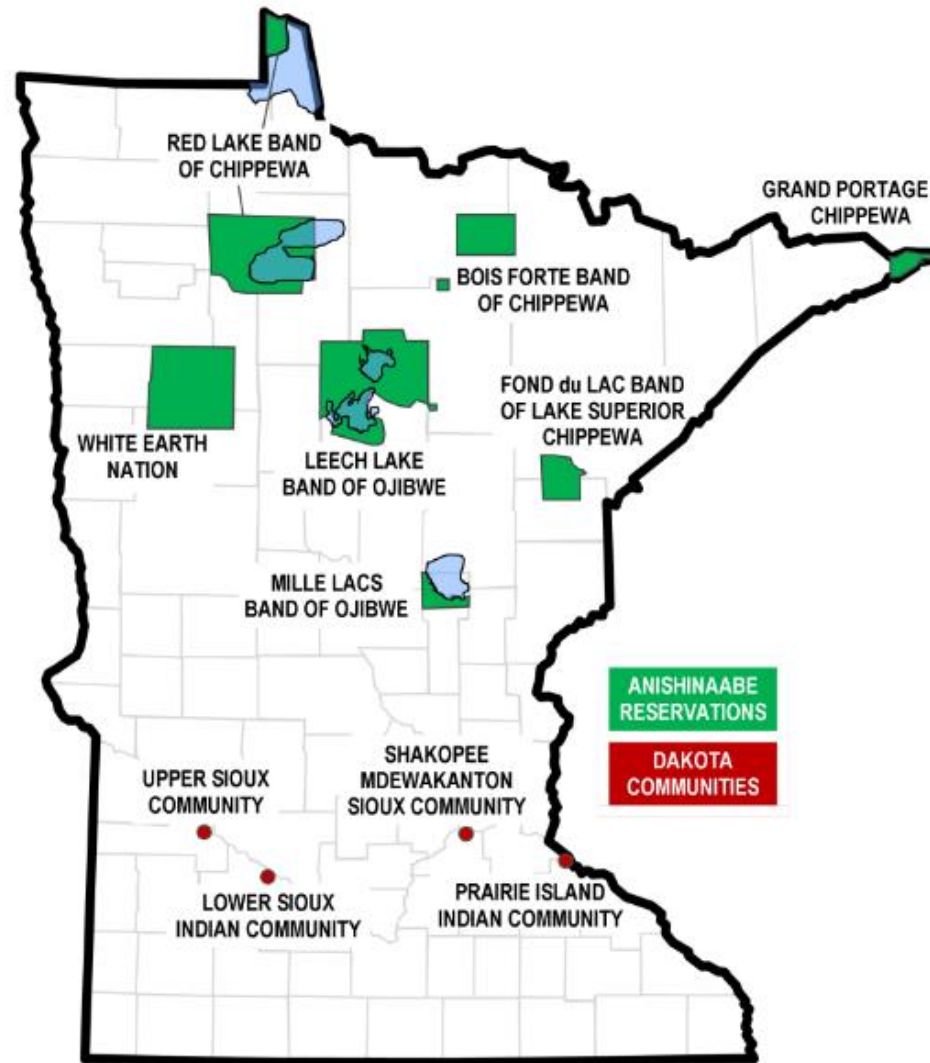 RED LAKE BAND
OF CHIPPEWA
GRAND PORTAGE
CHIPPEWA
BOIS FORTE BAND
OF CHIPPEWA
FOND du LAC BAND
OF LAKE SUPERIOR
CHIPPEWA
WHITE EARTH
NATION
LEECH LAKE
BAND OF OJIBWE
MILLE LACS
BAND OF OJIBWE
ANISHINAABE
RESERVATIONS
DAKOTA
COMMUNITIES
UPPER SIOUX
COMMUNITY
SHAKOPEE
MDEWAKANTON
SIOUX COMMUNITY
LOWER SIOUX
INDIAN COMMUNITY
PRAIRIE ISLAND
INDIAN COMMUNITY